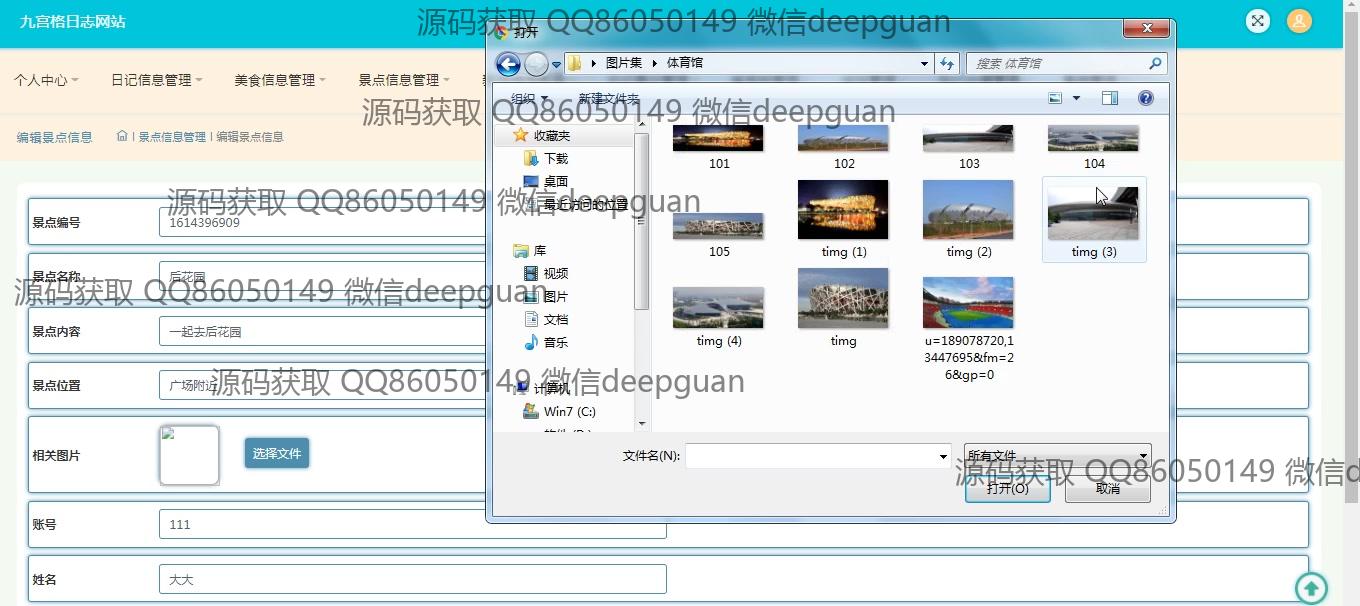 九宫格日志网站
源码获取 QQ86050149 微信deepguan
打开
图片集 体育馆
搜索 体育馆
个人中心
日记信息管理
美食信息管理
景点信息管理
组织 新建文件夹
源码获取 QQ86050149 微信deepguan
编辑景点信息
景点信息管理
编辑景点信息
收藏夹
下载
桌面
最近访问的位置
库
视频
图片
文档
音乐
计算机
Win7 (C:)
101
102
103
104
105
timg (1)
timg (2)
timg (3)
timg (4)
timg
u=189078720,1
3447695&fm=2
6&gp=0
源码获取 QQ86050149 微信deepguan
景点编号
1614396909
景点名称
后花园
源码获取 QQ86050149 微信deepguan
景点内容
一起去后花园
景点位置
广场附近
源码获取 QQ86050149 微信deepguan
相关图片
选择文件
文件名(N):
所有文件
打开(O)
取消
源码获取 QQ86050149 微信d
账号
111
姓名
大大